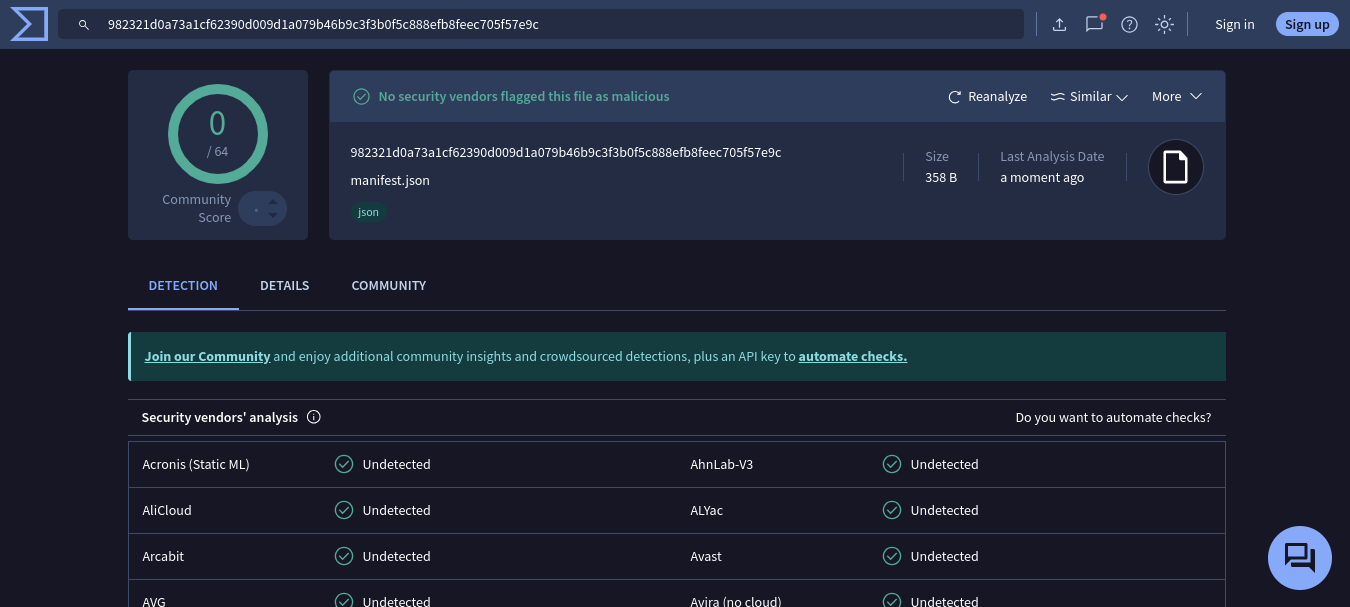 982321d0a73a1cf62390d009d1a079b46b9c3f3b0f5c888efb8feec705f57e9c
Sign in
Sign up
0
/ 64
Community
Score
No security vendors flagged this file as malicious
Reanalyze
Similar
More
982321d0a73a1cf62390d009d1a079b46b9c3f3b0f5c888efb8feec705f57e9c
manifest.json
json
Size
358 B
Last Analysis Date
a moment ago
DETECTION
DETAILS
COMMUNITY
Join our Community and enjoy additional community insights and crowdsourced detections, plus an API key to automate checks.
Security vendors' analysis
Do you want to automate checks?
Acronis (Static ML)
Undetected
AhnLab-V3
Undetected
AliCloud
Undetected
ALYac
Undetected
Arcabit
Undetected
Avast
Undetected
AVG
Undetected
Avira (no cloud)
Undetected